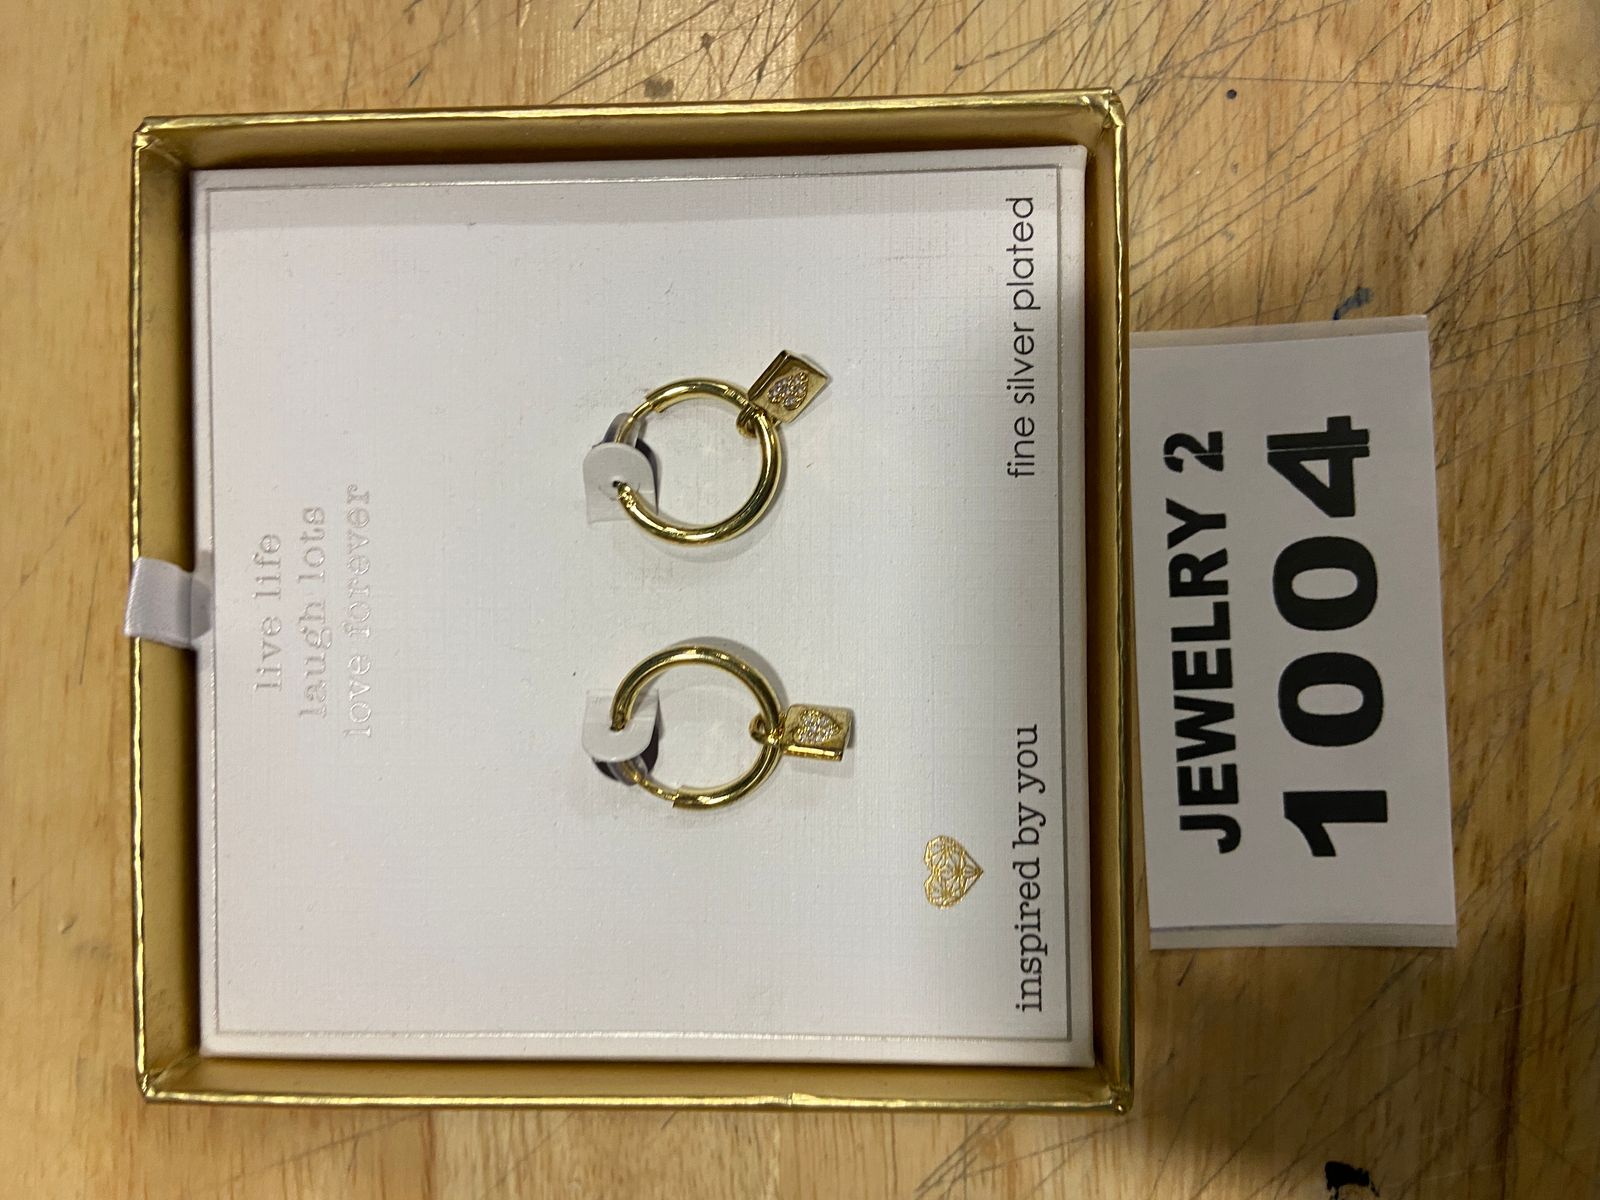 live life
laugh lots
love forever
inspired by you
fine silver plated
JEWELRY 2
1004